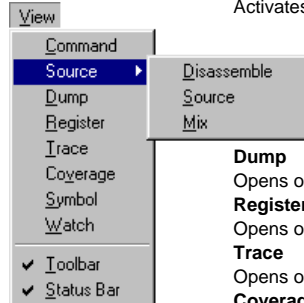 View
Activates
Command
Source
Dump
Register
Trace
Coverage
Symbol
Watch
Toolbar
Status Bar
Disassemble
Source
Mix
Dump
Opens o
Register
Opens o
Trace
Opens o
Coverag